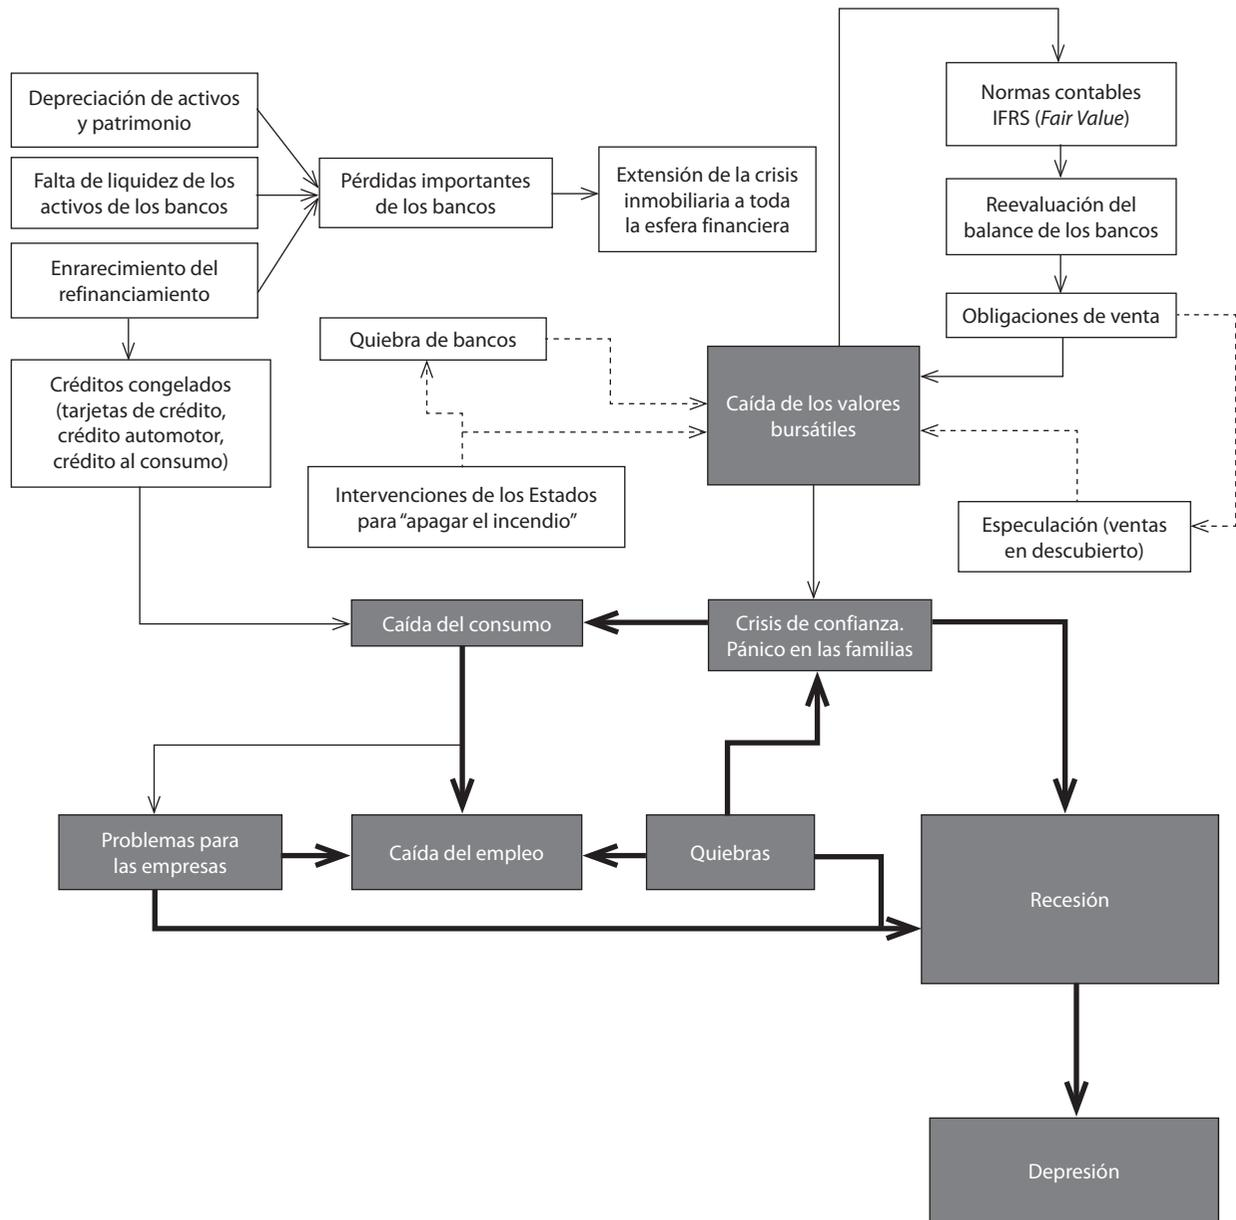 Depreciación de activos
y patrimonio
Falta de liquidez de los
activos de los bancos
Enrarecimiento del
refinanciamiento
Pérdidas importantes
de los bancos
Extensión de la crisis
inmobiliaria a toda
la esfera financiera
Normas contables
IFRS (Fair Value)
Reevaluación del
balance de los bancos
Obligaciones de venta
Quiebra de bancos
Créditos congelados
(tarjetas de crédito,
crédito automotor,
crédito al consumo)
Caída de los valores
bursátiles
Intervenciones de los Estados
para “apagar el incendio”
Especulación (ventas
en descubierto)
Caída del consumo
Crisis de confianza.
Pánico en las familias
Problemas para
las empresas
Caída del empleo
Quiebras
Recesión
Depresión